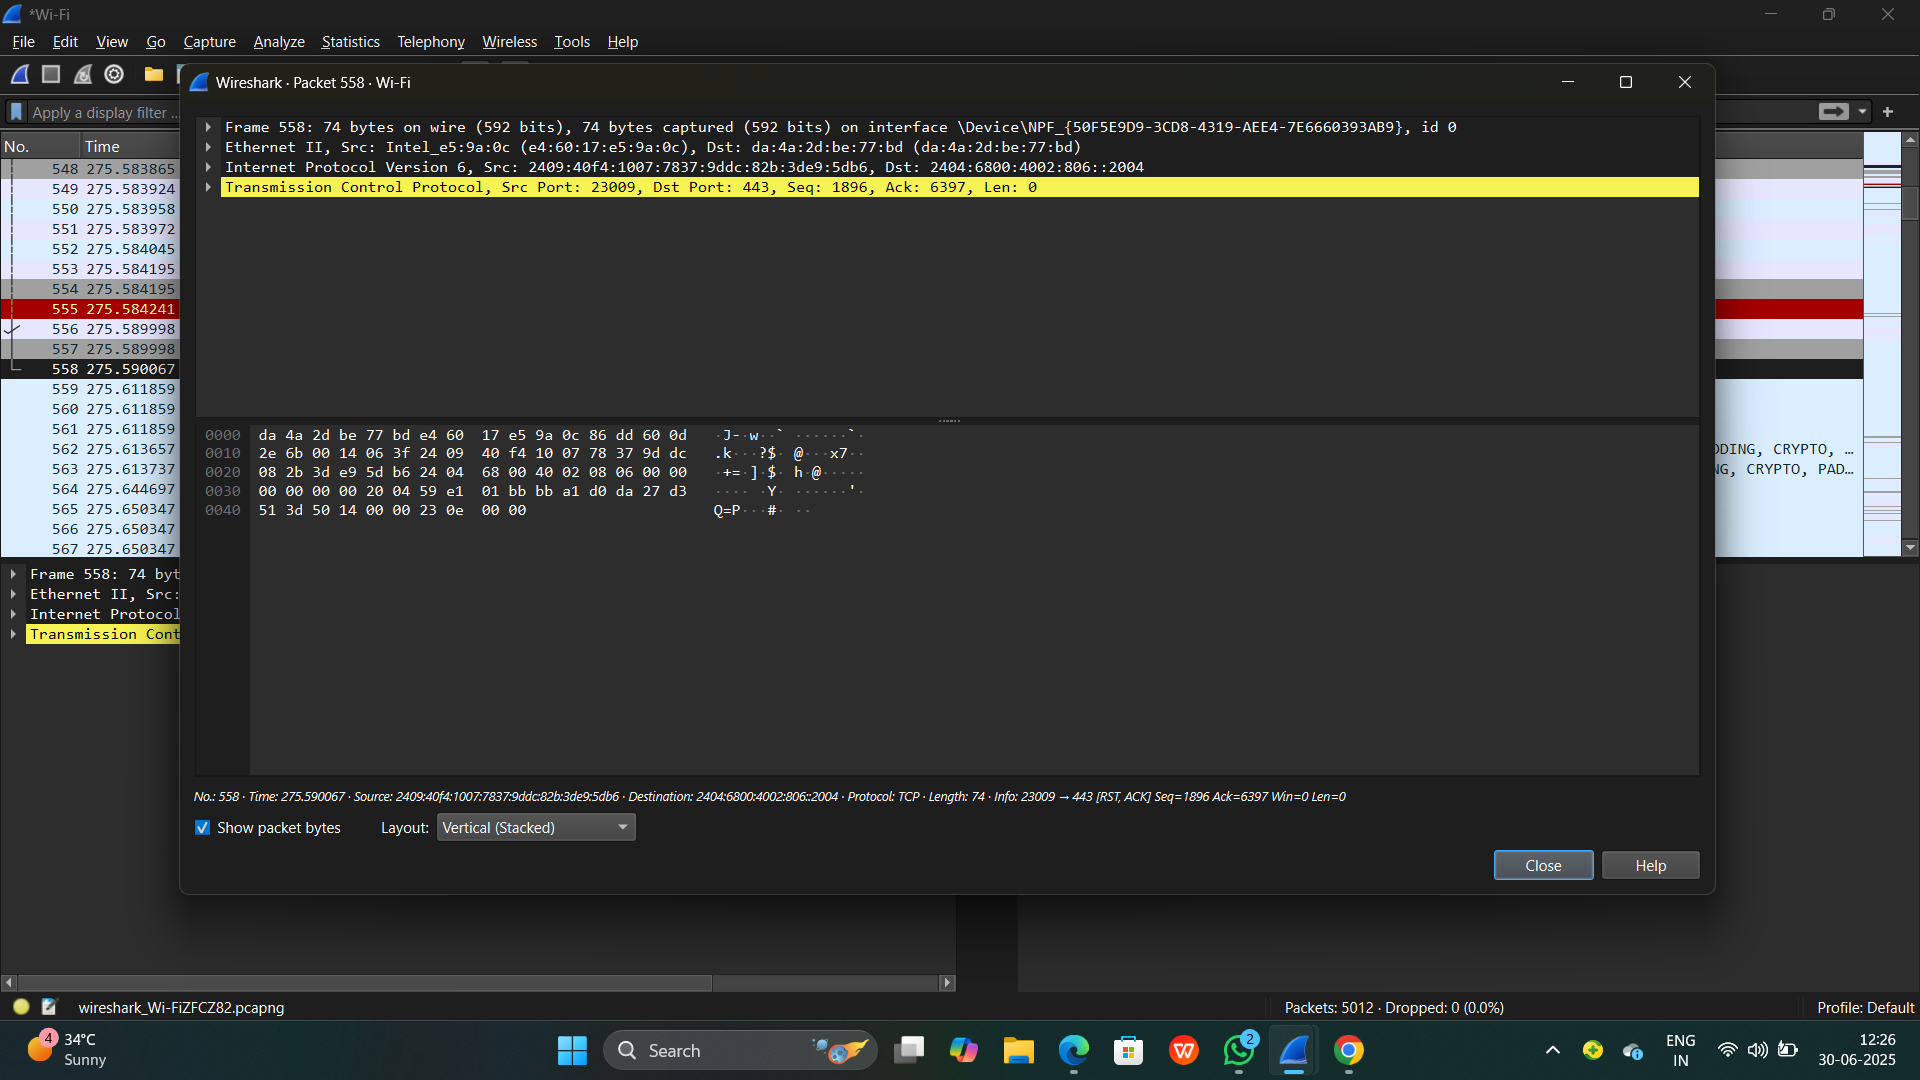 *Wi-Fi
File Edit View Go Capture Analyze Statistics Telephony Wireless Tools Help
Apply a display filter ...
Wireshark · Packet 558 · Wi-Fi
Frame 558: 74 bytes on wire (592 bits), 74 bytes captured (592 bits) on interface \Device\NPF_{50F5E9D9-3CD8-4319-AEE4-7E6660393AB9}, id 0
Ethernet II, Src: Intel_e5:9a:0c (e4:60:17:e5:9a:0c), Dst: da:4a:2d:be:77:bd (da:4a:2d:be:77:bd)
Internet Protocol Version 6, Src: 2409:40f4:1007:7837:9ddc:82b:3de9:5db6, Dst: 2404:6800:4002:806::2004
Transmission Control Protocol, Src Port: 23009, Dst Port: 443, Seq: 1896, Ack: 6397, Len: 0
No. Time
548 275.583865
549 275.583924
550 275.583958
551 275.583972
552 275.584045
553 275.584195
554 275.584195
555 275.584241
556 275.589998
557 275.589998
558 275.590067
559 275.611859
560 275.611859
561 275.611859
562 275.613657
563 275.613737
564 275.644697
565 275.650347
566 275.650347
567 275.650347
DDING, CRYPTO, …
NG, CRYPTO, PAD…
0000 da 4a 2d be 77 bd e4 60 17 e5 9a 0c 86 dd 60 0d ·J-·w··` ······`·
0010 2e 6b 00 14 06 3f 24 09 40 f4 10 07 78 37 9d dc .k···?$· @···x7··
0020 08 2b 3d e9 5d b6 24 04 68 00 40 02 08 06 00 00 ·+=·]·$· h·@·····
0030 00 00 00 00 20 04 59 e1 01 bb bb a1 d0 da 27 d3 ···· ·Y· ······'·
0040 51 3d 50 14 00 00 23 0e 00 00 Q=P···#· ··
Frame 558: 74 byt
Ethernet II, Src:
Internet Protocol
Transmission Cont
No.: 558 · Time: 275.590067 · Source: 2409:40f4:1007:7837:9ddc:82b:3de9:5db6 · Destination: 2404:6800:4002:806::2004 · Protocol: TCP · Length: 74 · Info: 23009 → 443 [RST, ACK] Seq=1896 Ack=6397 Win=0 Len=0
Show packet bytes Layout: Vertical (Stacked)
Close Help
wireshark_Wi-FiZFCZ82.pcapng
Packets: 5012 · Dropped: 0 (0.0%)
Profile: Default
4
34°C
Sunny
Search
2
ENG
IN
12:26
30-06-2025